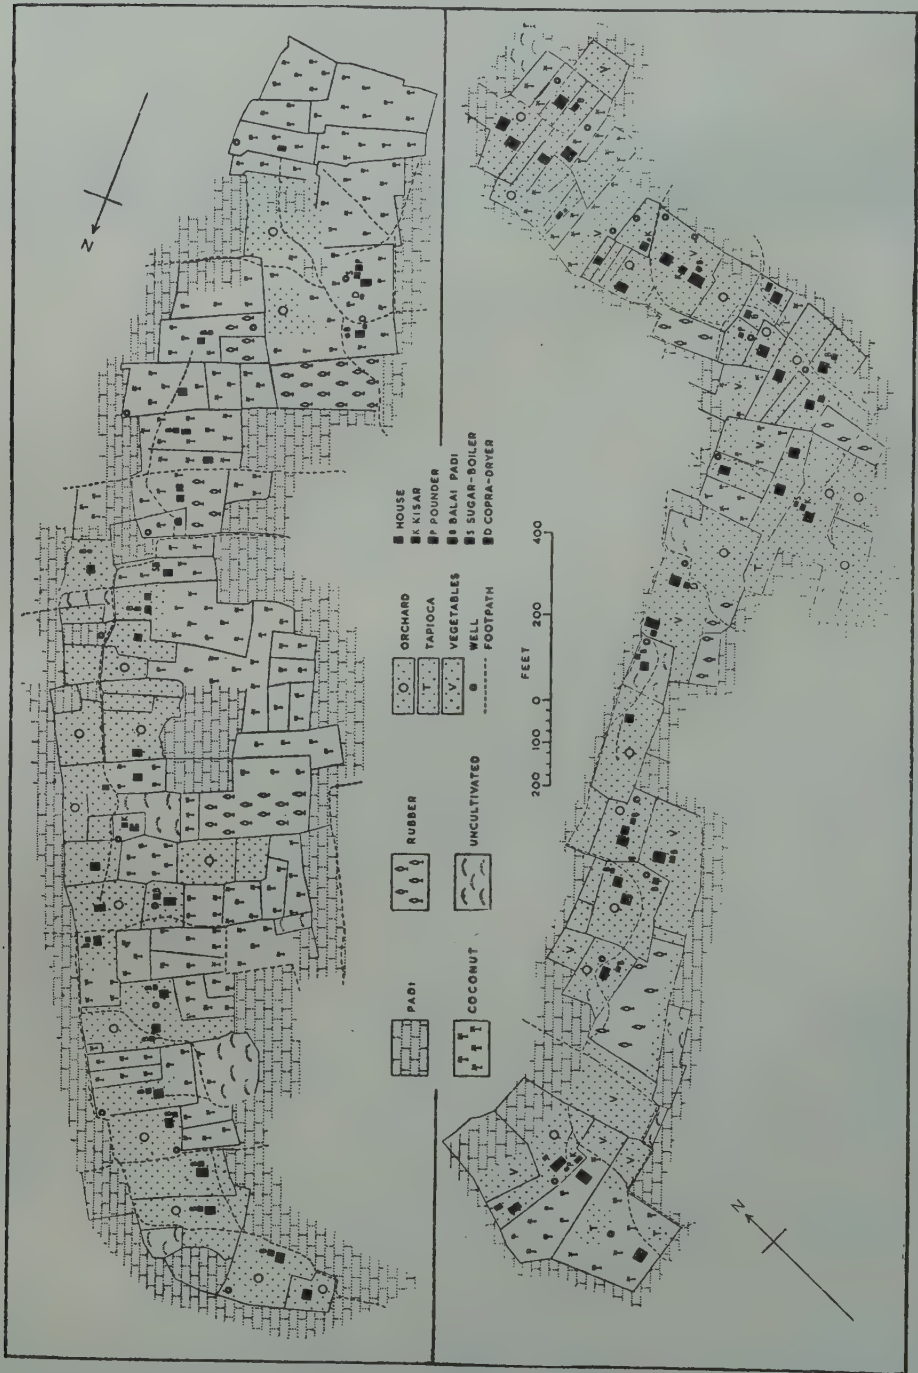 N
HOUSE
K KISAR
P POUNDER
B BALAI PADI
S SUGAR-BOILER
D COPRA-DRYER
O ORCHARD
T TAPIOCA
V VEGETABLES
WELL
FOOTPATH
RUBBER
UNCULTIVATED
PADI
COCONUT
200 100 0 200 400
FEET
N